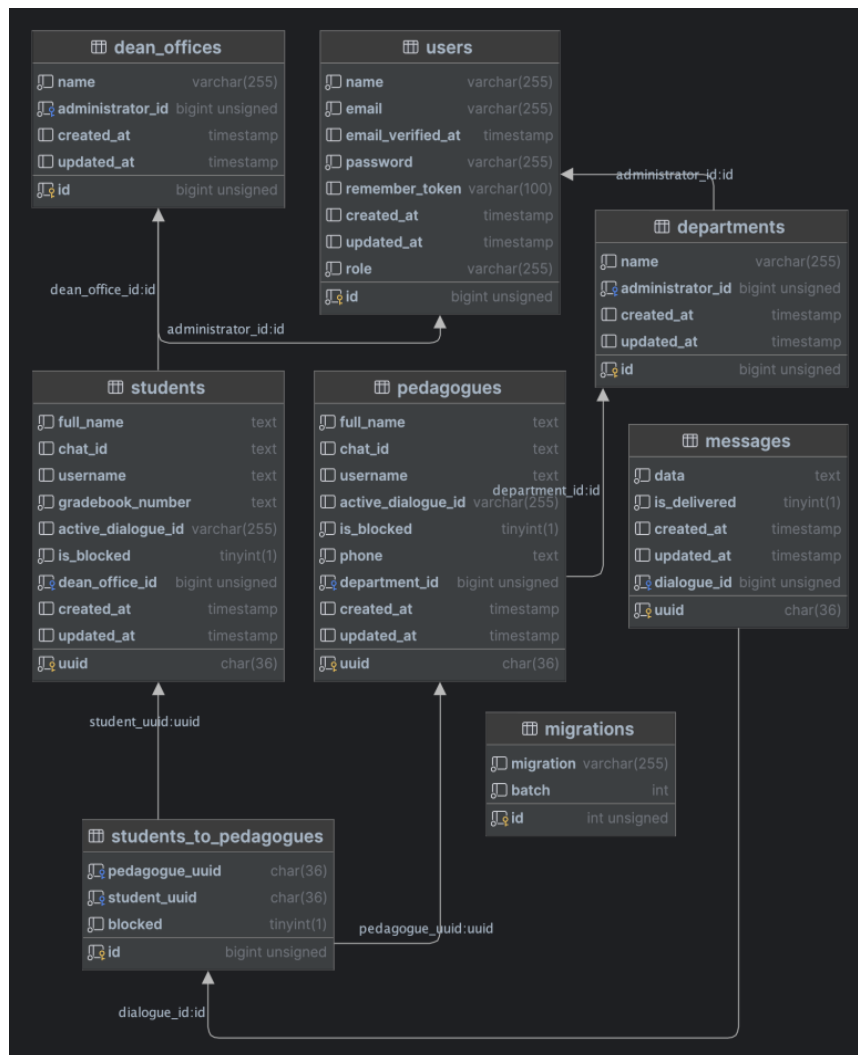 dean_offices
name varchar(255)
administrator_id bigint unsigned
created_at timestamp
updated_at timestamp
id bigint unsigned
users
name varchar(255)
email varchar(255)
email_verified_at timestamp
password varchar(255)
remember_token varchar(100)
created_at timestamp
updated_at timestamp
role varchar(255)
id bigint unsigned
administrator_id:id
departments
name varchar(255)
administrator_id bigint unsigned
created_at timestamp
updated_at timestamp
id bigint unsigned
dean_office_id:id
administrator_id:id
students
full_name text
chat_id text
username text
gradebook_number text
active_dialogue_id varchar(255)
is_blocked tinyint(1)
dean_office_id bigint unsigned
created_at timestamp
updated_at timestamp
uuid char(36)
pedagogues
full_name text
chat_id text
username text
active_dialogue_id varchar(255)
is_blocked tinyint(1)
phone text
department_id bigint unsigned
created_at timestamp
updated_at timestamp
uuid char(36)
department_id:id
messages
data text
is_delivered tinyint(1)
created_at timestamp
updated_at timestamp
dialogue_id bigint unsigned
uuid char(36)
student_uuid:uuid
migrations
migration varchar(255)
batch int
id int unsigned
students_to_pedagogues
pedagogue_uuid char(36)
student_uuid char(36)
blocked tinyint(1)
id bigint unsigned
pedagogue_uuid:uuid
dialogue_id:id